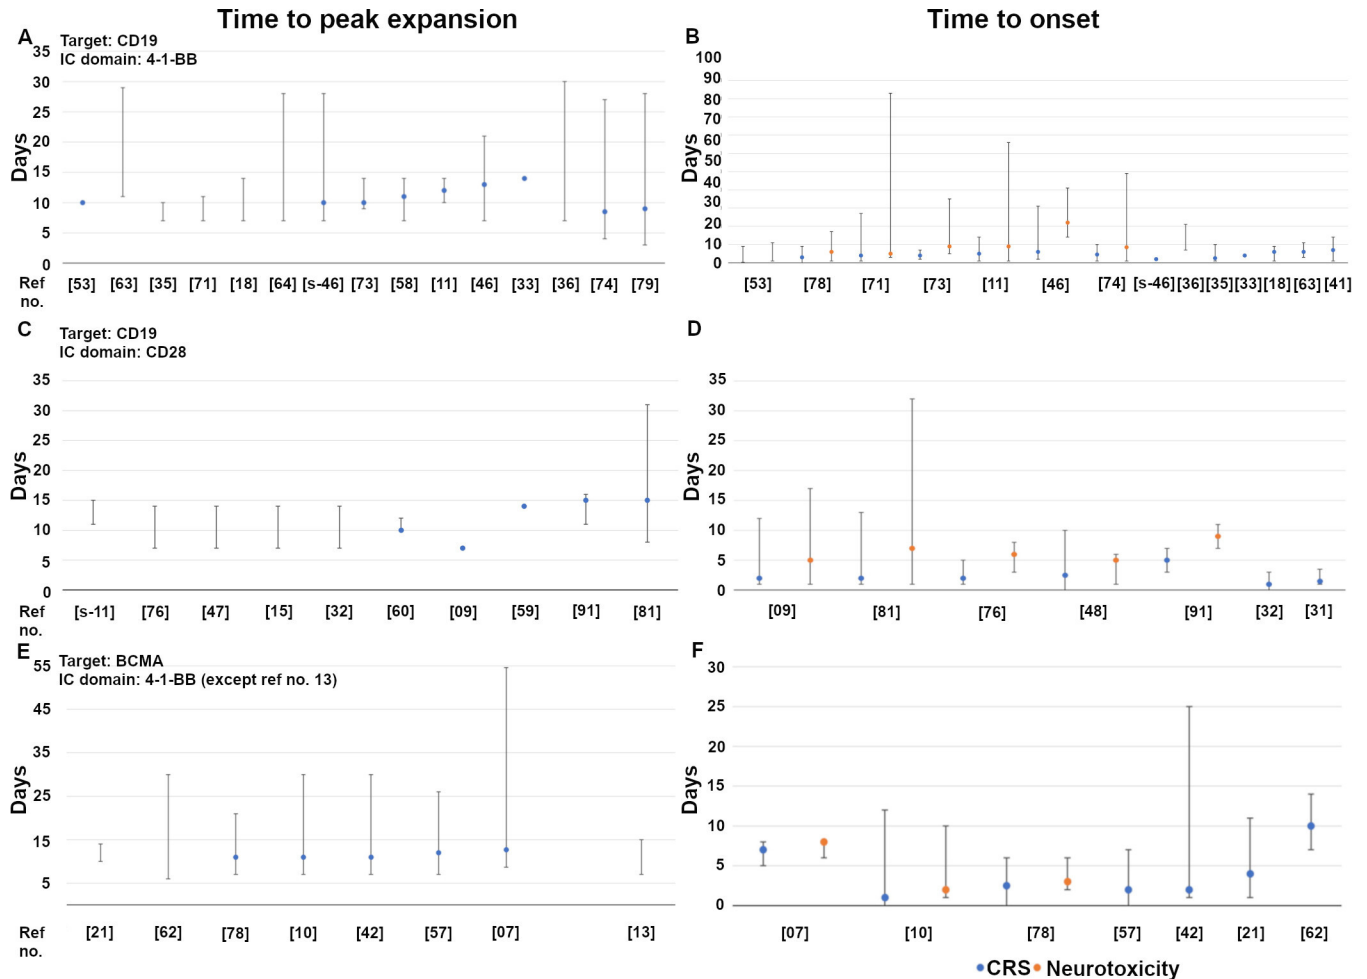 Time to peak expansion
Time to onset
A
Target: CD19
IC domain: 4-1-BB
35
30
25
20
15
10
5
0
Days
Ref no.
[53] [63] [35] [71] [18] [64] [s-46] [73] [58] [11] [46] [33] [36] [74] [79]
B
100
90
80
70
60
50
40
30
20
10
0
Days
[53] [78] [71] [73] [11] [46] [74] [s-46] [36] [35] [33] [18] [63] [41]
C
Target: CD19
IC domain: CD28
35
30
25
20
15
10
5
0
Days
Ref no.
[s-11] [76] [47] [15] [32] [60] [09] [59] [91] [81]
D
35
30
25
20
15
10
5
0
Days
[09] [81] [76] [48] [91] [32] [31]
E
Target: BCMA
IC domain: 4-1-BB (except ref no. 13)
55
45
35
25
15
5
Days
Ref no.
[21] [62] [78] [10] [42] [57] [07] [13]
F
30
25
20
15
10
5
0
Days
[07] [10] [78] [57] [42] [21] [62]
CRS Neurotoxicity